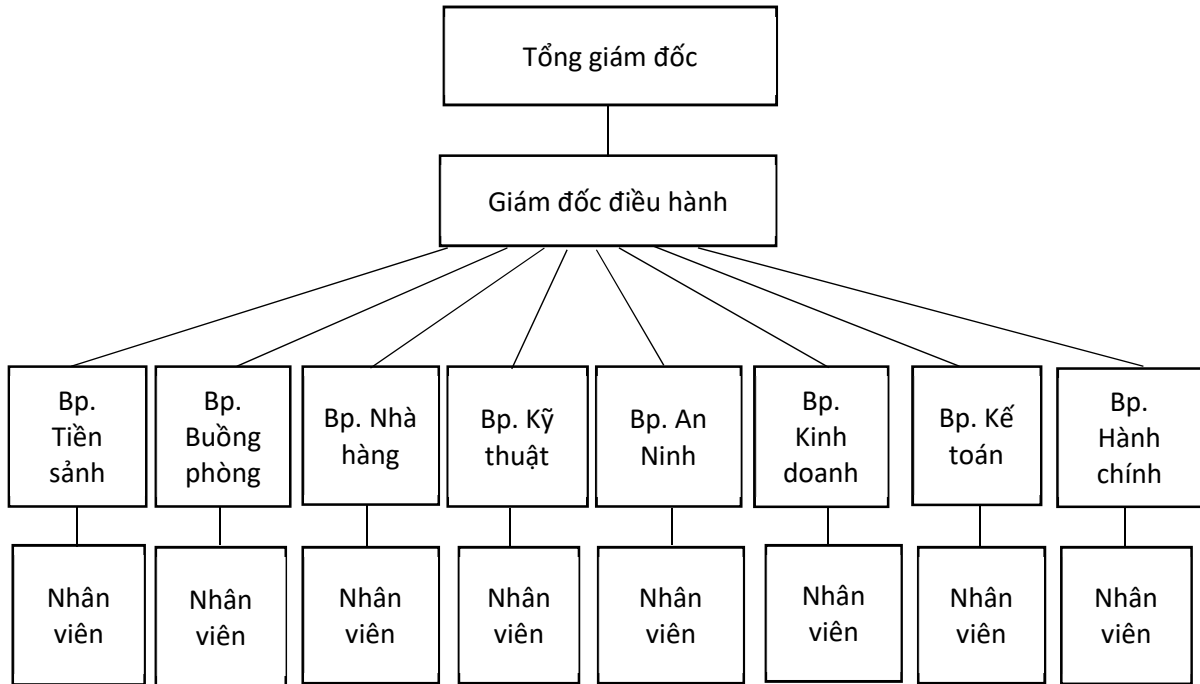 Tổng giám đốc
Giám đốc điều hành
Bp.
Tiền
sảnh
Bp.
Buồng
phòng
Bp. Nhà
hàng
Bp. Kỹ
thuật
Bp. An
Ninh
Bp.
Kinh
doanh
Bp. Kế
toán
Bp.
Hành
chính
Nhân
viên
Nhân
viên
Nhân
viên
Nhân
viên
Nhân
viên
Nhân
viên
Nhân
viên
Nhân
viên